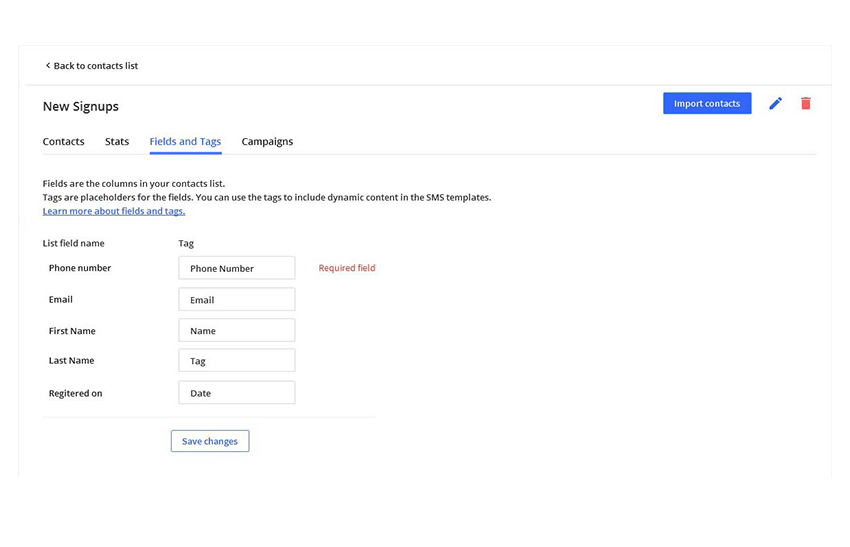 Back to contacts list
New Signups
Import contacts
Contacts Stats Fields and Tags Campaigns
Fields are the columns in your contacts list.
Tags are placeholders for the fields. You can use the tags to include dynamic content in the SMS templates.
Learn more about fields and tags.
List field name Tag
Phone number Phone Number Required field
Email Email
First Name Name
Last Name Tag
Regitered on Date
Save changes